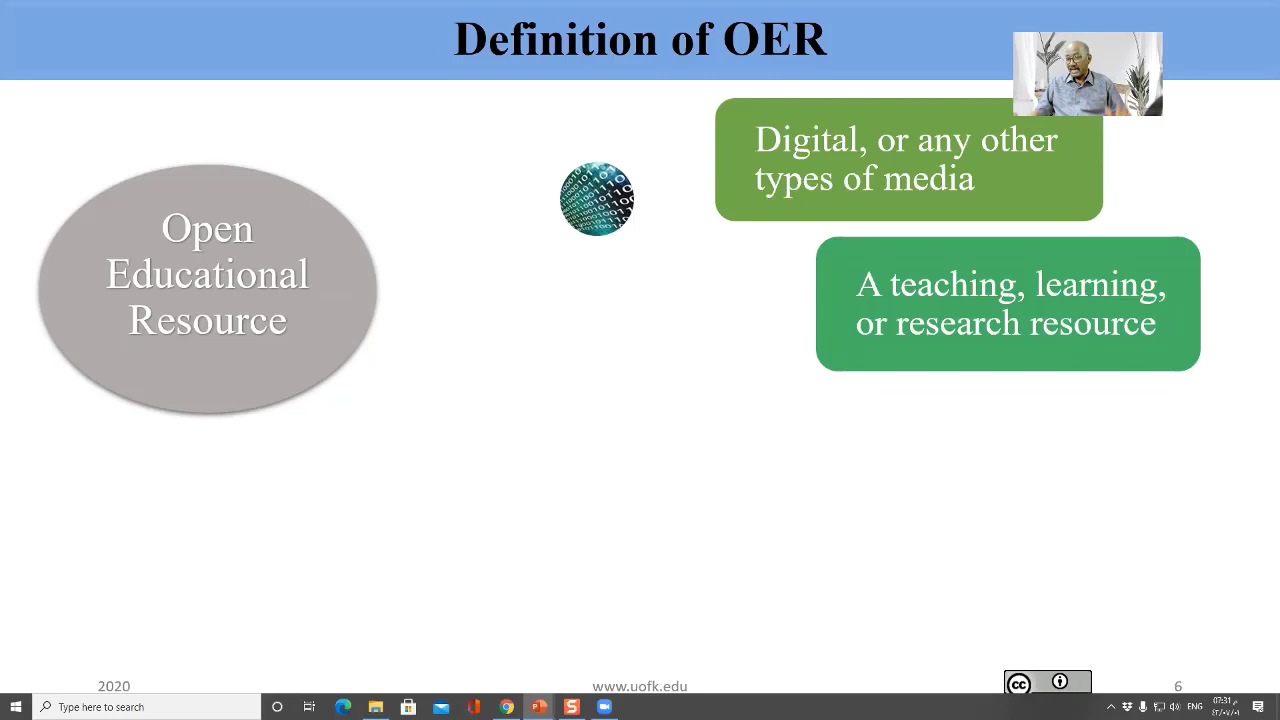 Definition of OER
Open
Educational
Resource
Digital, or any other
types of media
A teaching, learning,
or research resource
2020
www.uofk.edu
cc
6
Type here to search
ENG